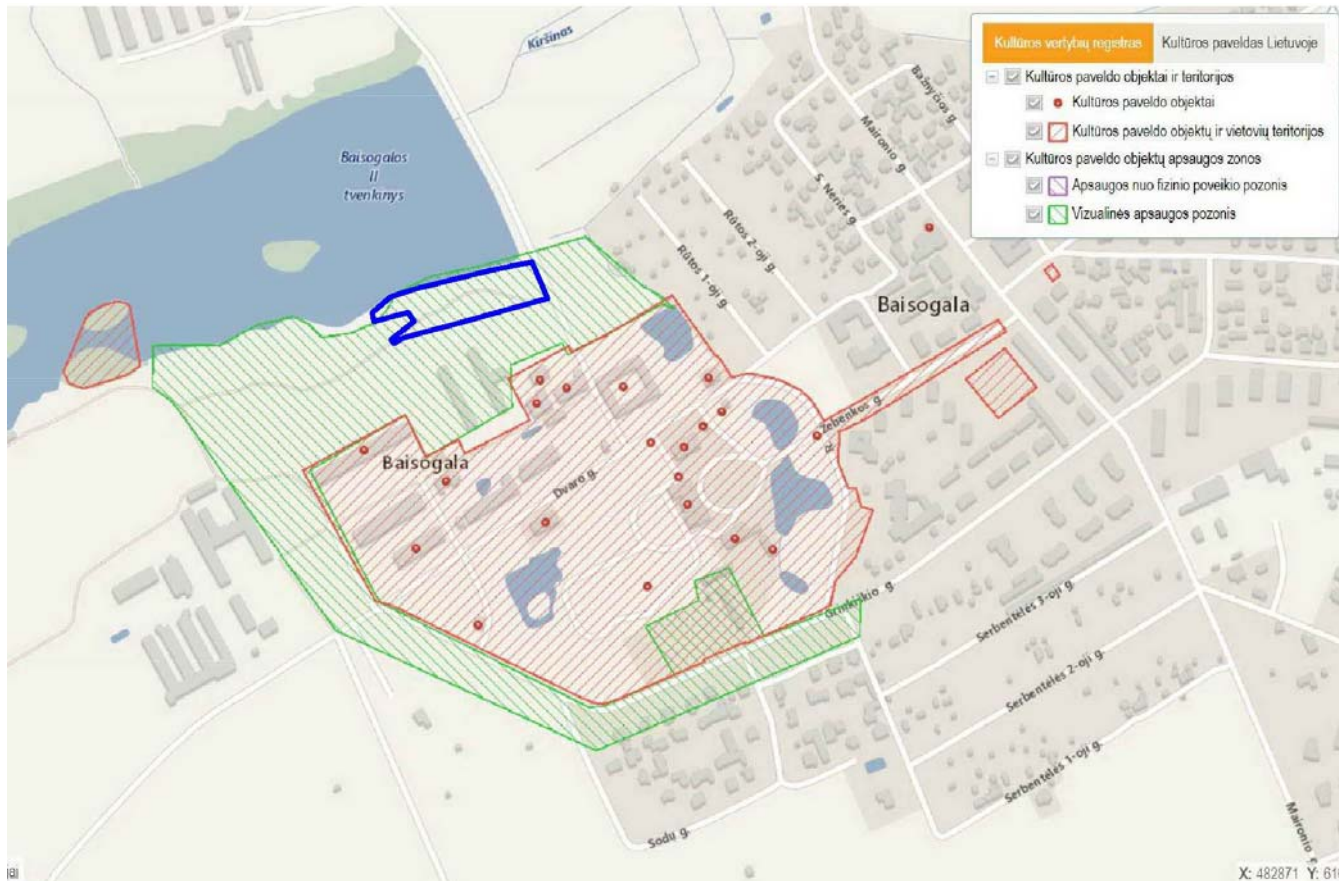 Kultūros vertybių registras
Kultūros paveldas Lietuvoje
Kultūros paveldo objektai ir teritorijos
Kultūros paveldo objektai
Kultūros paveldo objektų ir vietovių teritorijos
Kultūros paveldo objektų apsaugos zonos
Apsaugos nuo fizinio poveikio pozonis
Vizualinės apsaugos pozonis
Kiršinas
Bažnyčios g.
Maironio g.
S. Neries g.
Rūtos 2-oji g.
Rūtos 1-oji g.
Baisogalos
II
tvenkinys
Baisogala
R. Žebenkos g.
Baisogala
Dvaro g.
Grinkiškio g.
Serbentėlės 3-oji g.
Serbentėlės 2-oji g.
Serbentėlės 1-oji g.
Sodų g.
Maironio g.
X: 482871 Y: 61